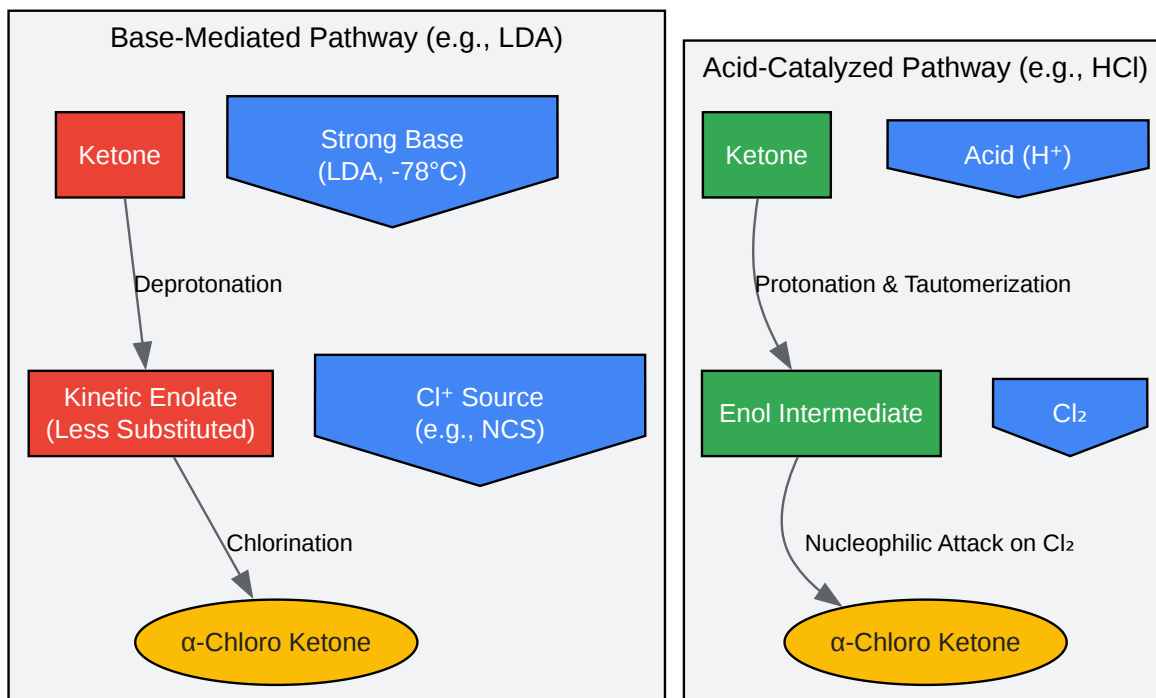 Base-Mediated Pathway (e.g., LDA)
Ketone
Strong Base
(LDA, -78°C)
Deprotonation
Kinetic Enolate
(Less Substituted)
Cl⁺ Source
(e.g., NCS)
Chlorination
α-Chloro Ketone
Acid-Catalyzed Pathway (e.g., HCl)
Ketone
Acid (H⁺)
Protonation & Tautomerization
Enol Intermediate
Cl₂
Nucleophilic Attack on Cl₂
α-Chloro Ketone